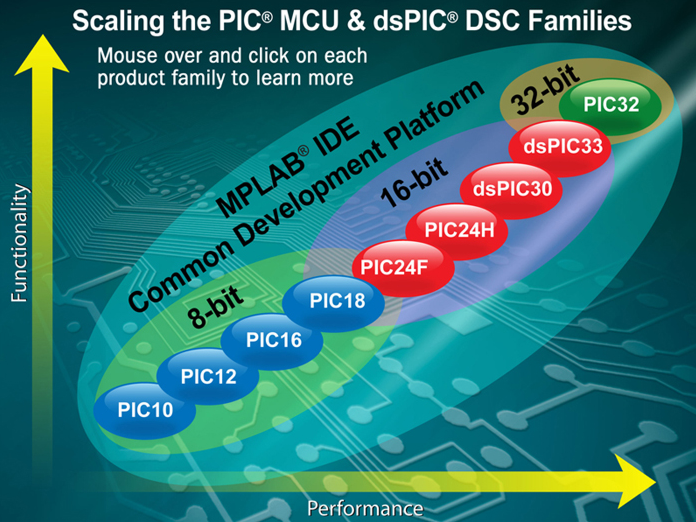 Scaling the PIC® MCU & dsPIC® DSC Families
Mouse over and click on each
product family to learn more
MPLAB® IDE
Common Development Platform
32-bit
PIC32
dsPIC33
16-bit
dsPIC30
PIC24H
PIC24F
8-bit
PIC18
PIC16
PIC12
PIC10
Functionality
Performance